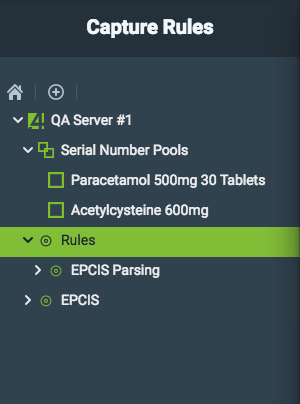 Capture Rules
QA Server #1
Serial Number Pools
Paracetamol 500mg 30 Tablets
Acetylcysteine 600mg
Rules
EPCIS Parsing
EPCIS